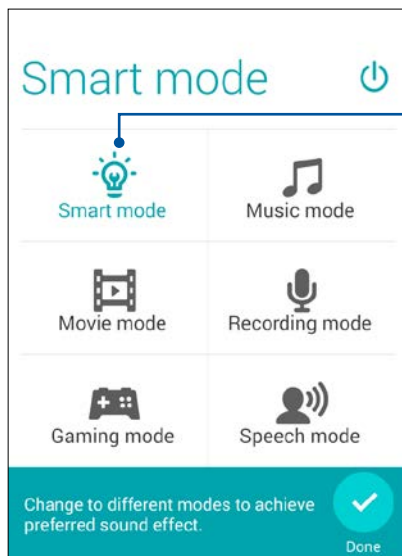 Smart mode
Smart mode
Music mode
Movie mode
Recording mode
Gaming mode
Speech mode
Change to different modes to achieve
preferred sound effect.
Done